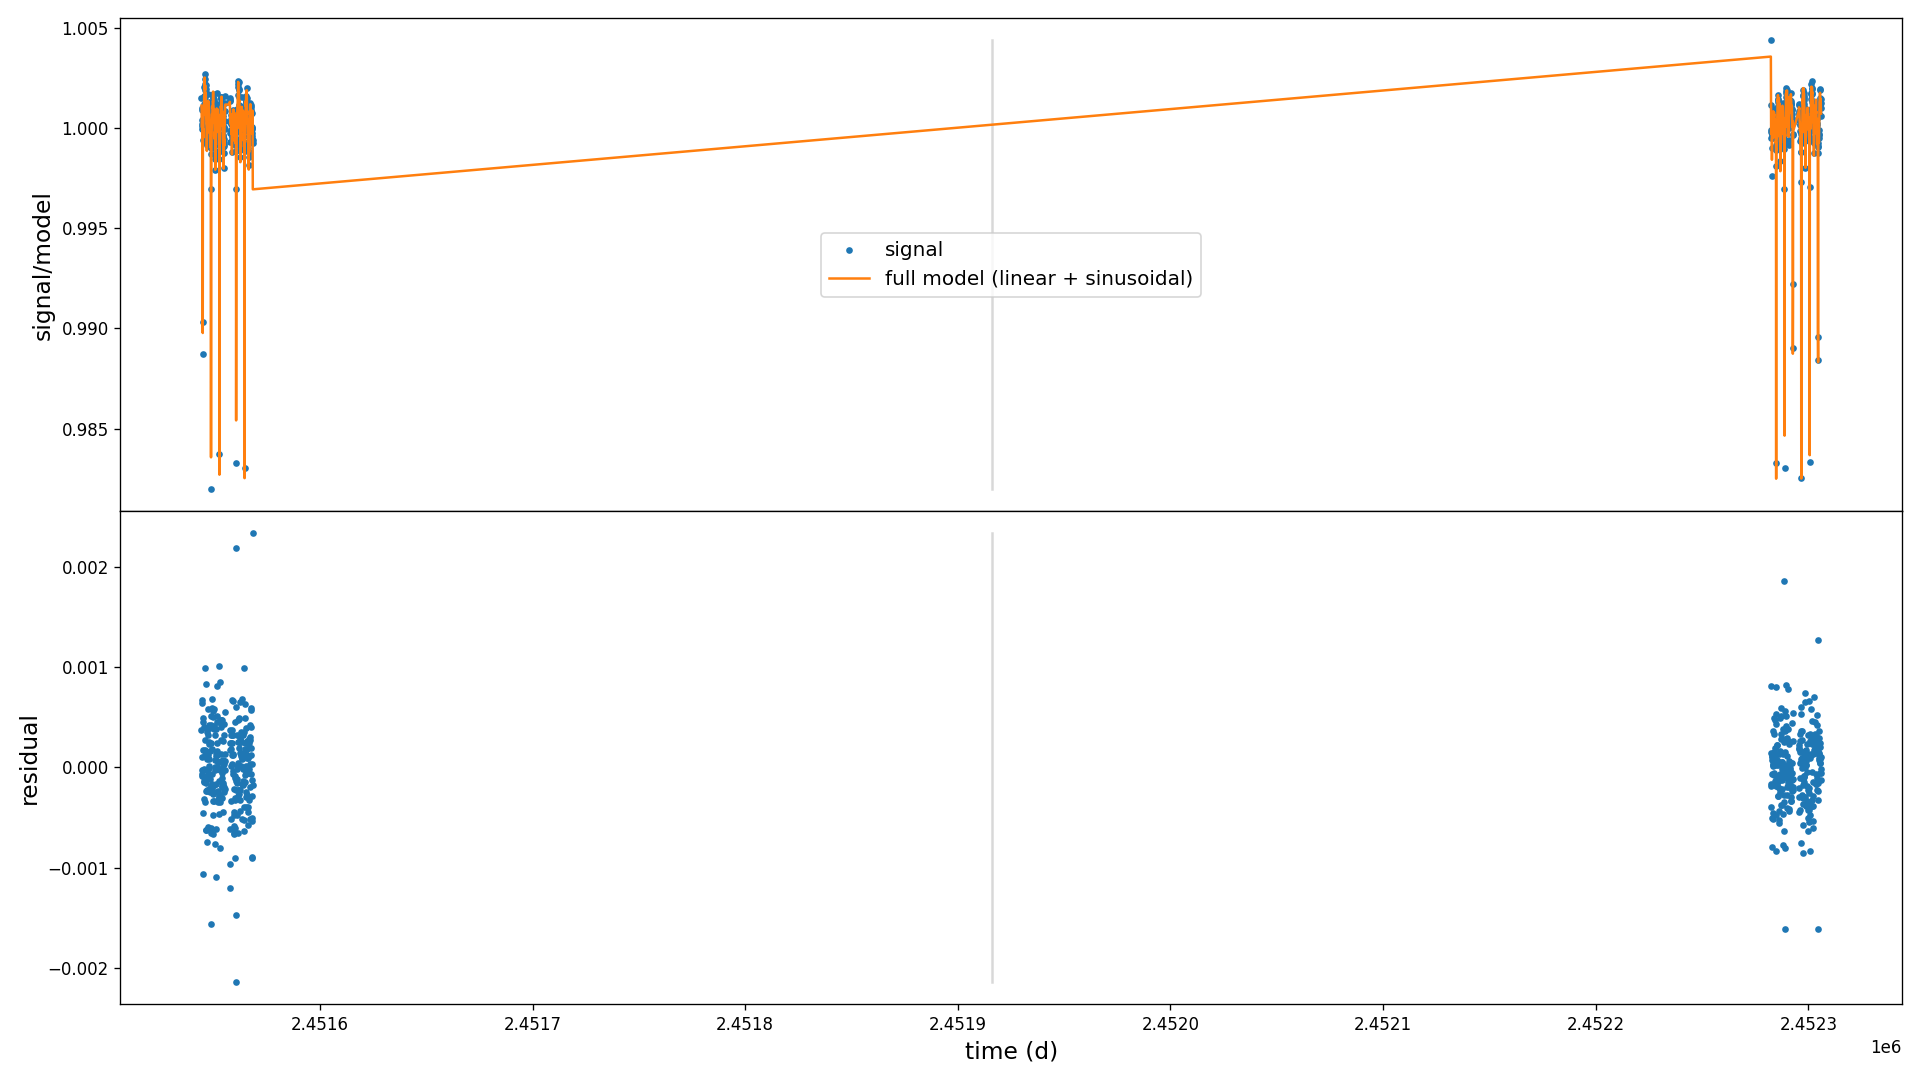 1.005
1.000
0.995
0.990
0.985
signal/model
signal
full model (linear + sinusoidal)
0.002
0.001
0.000
−0.001
−0.002
residual
2.4516 2.4517 2.4518 2.4519 2.4520 2.4521 2.4522 2.4523
1e6
time (d)